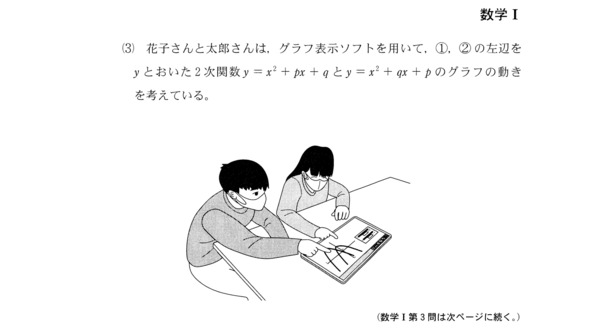 数学Ⅰ
⑶ 花子さんと太郎さんは，グラフ表示ソフトを用いて，①，②の左辺を
yとおいた2次関数 y = x² + px + q と y = x² + qx + p のグラフの動き
を考えている。
(数学Ⅰ第3問は次ページに続く。)